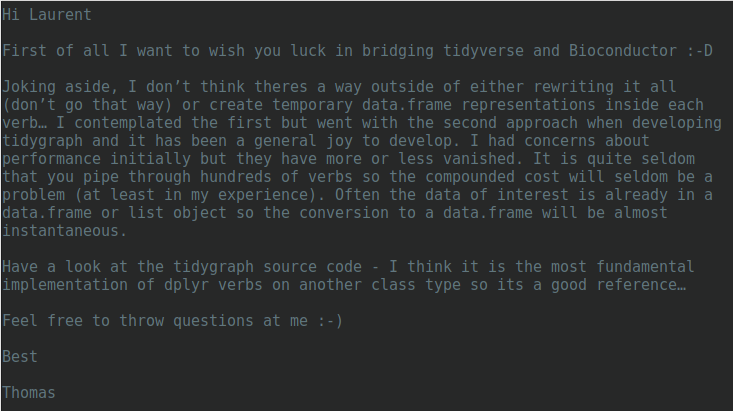 Hi Laurent
First of all I want to wish you luck in bridging tidyverse and Bioconductor :-D
Joking aside, I don’t think theres a way outside of either rewriting it all
(don’t go that way) or create temporary data.frame representations inside each
verb… I contemplated the first but went with the second approach when developing
tidygraph and it has been a general joy to develop. I had concerns about
performance initially but they have more or less vanished. It is quite seldom
that you pipe through hundreds of verbs so the compounded cost will seldom be a
problem (at least in my experience). Often the data of interest is already in a
data.frame or list object so the conversion to a data.frame will be almost
instantaneous.
Have a look at the tidygraph source code - I think it is the most fundamental
implementation of dplyr verbs on another class type so its a good reference…
Feel free to throw questions at me :-)
Best
Thomas